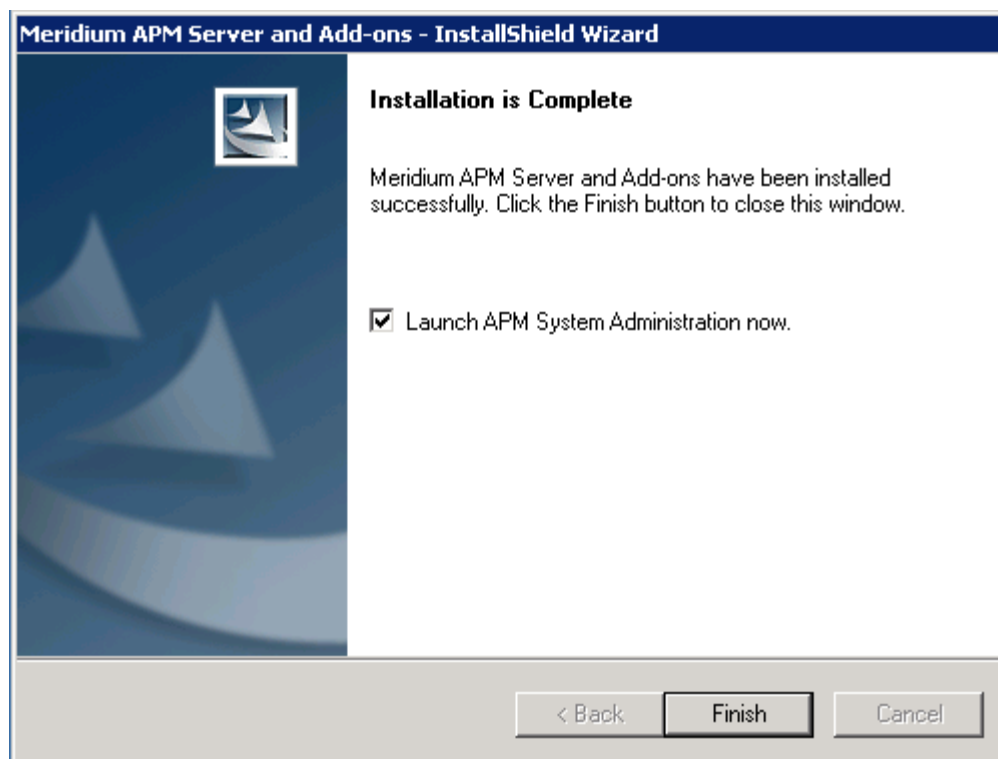 Meridium APM Server and Add-ons - InstallShield Wizard
Installation is Complete
Meridium APM Server and Add-ons have been installed
successfully. Click the Finish button to close this window.
Launch APM System Administration now.
< Back
Finish
Cancel